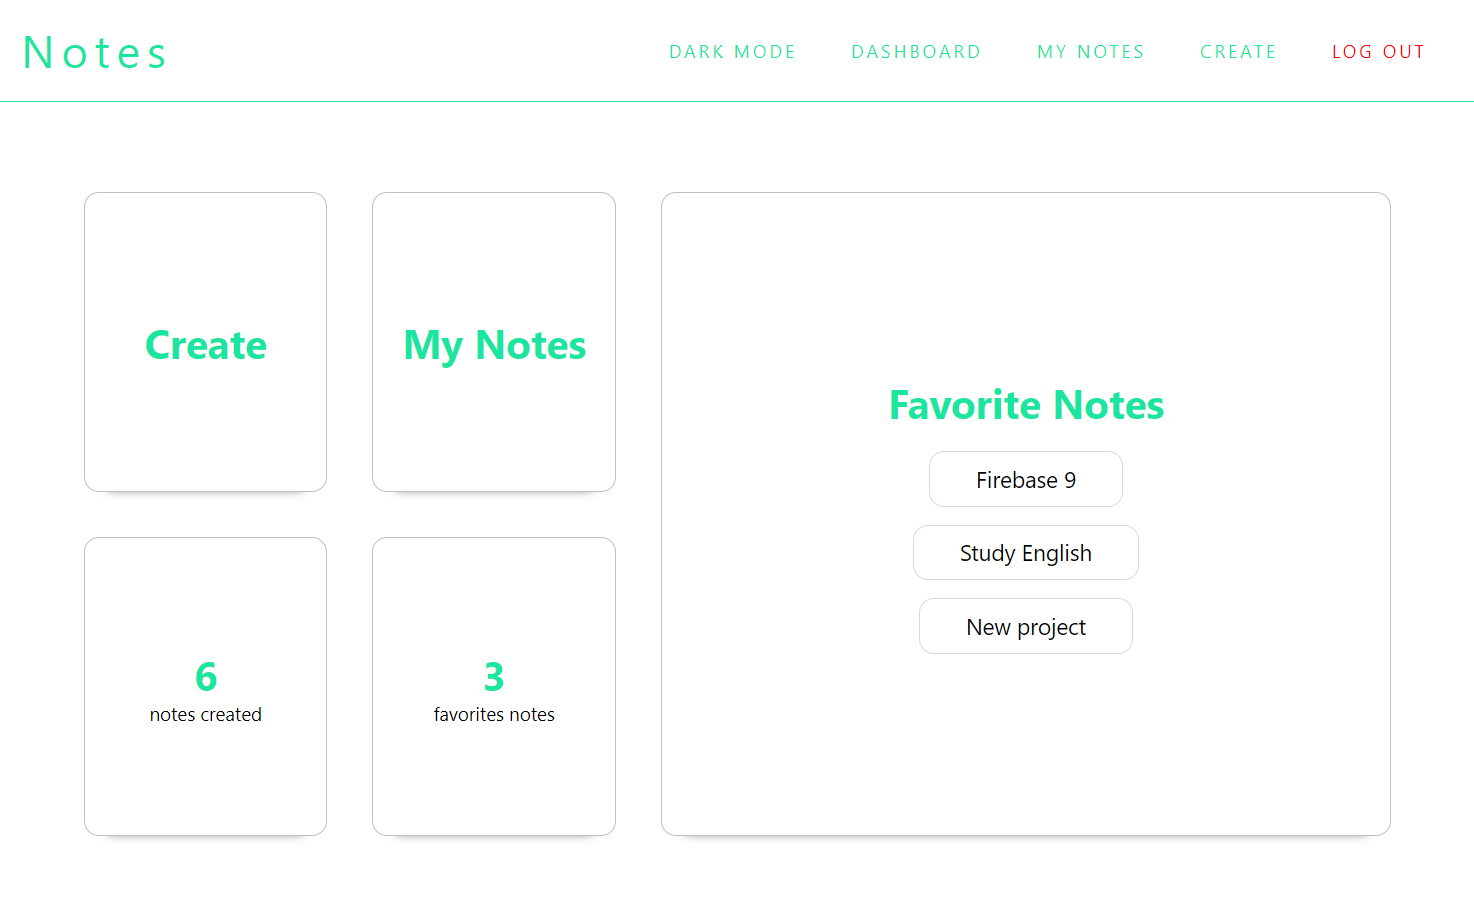 Notes
DARK MODE
DASHBOARD
MY NOTES
CREATE
LOG OUT
Create
My Notes
6
notes created
3
favorites notes
Favorite Notes
Firebase 9
Study English
New project